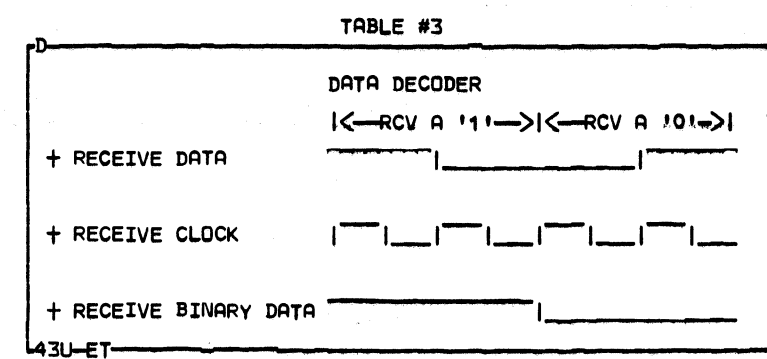 TABLE #3
D
DATA DECODER
|<—RCV A '1'—>|<—RCV A '0'—>|
+ RECEIVE DATA
+ RECEIVE CLOCK
+ RECEIVE BINARY DATA
43U-ET